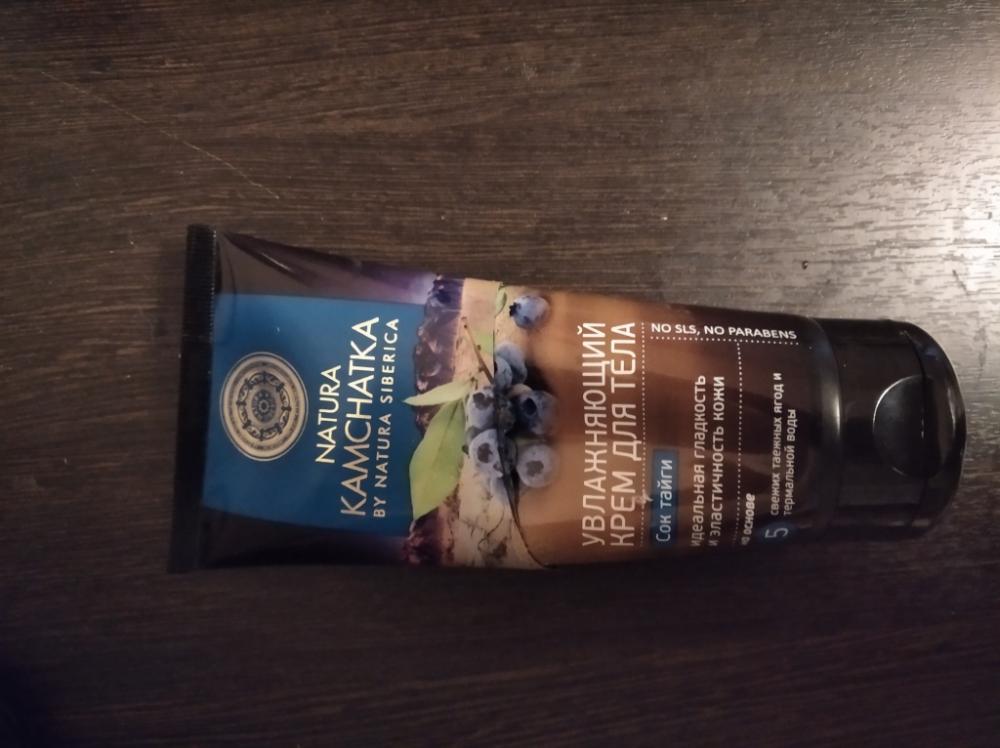 NATURA
KAMCHATKA
BY NATURA SIBERICA
УВЛАЖНЯЮЩИЙ
КРЕМ ДЛЯ ТЕЛА
NO SLS, NO PARABENS
Сок тайги
идеальная гладкость
и эластичность кожи
на основе
5
свежих таежных ягод и
термальной воды